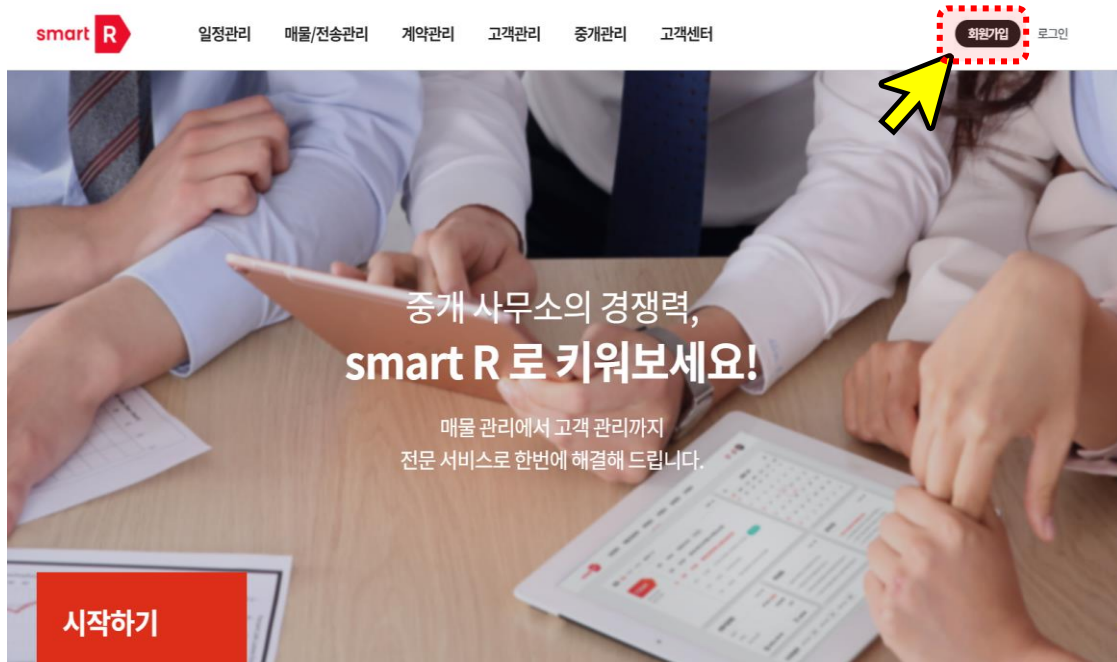 smart R
일정관리 매물/전송관리 계약관리 고객관리 중개관리 고객센터 회원가입 로그인
중개 사무소의 경쟁력,
smart R 로 키워보세요!
매물 관리에서 고객 관리까지
전문 서비스로 한번에 해결해 드립니다.
시작하기